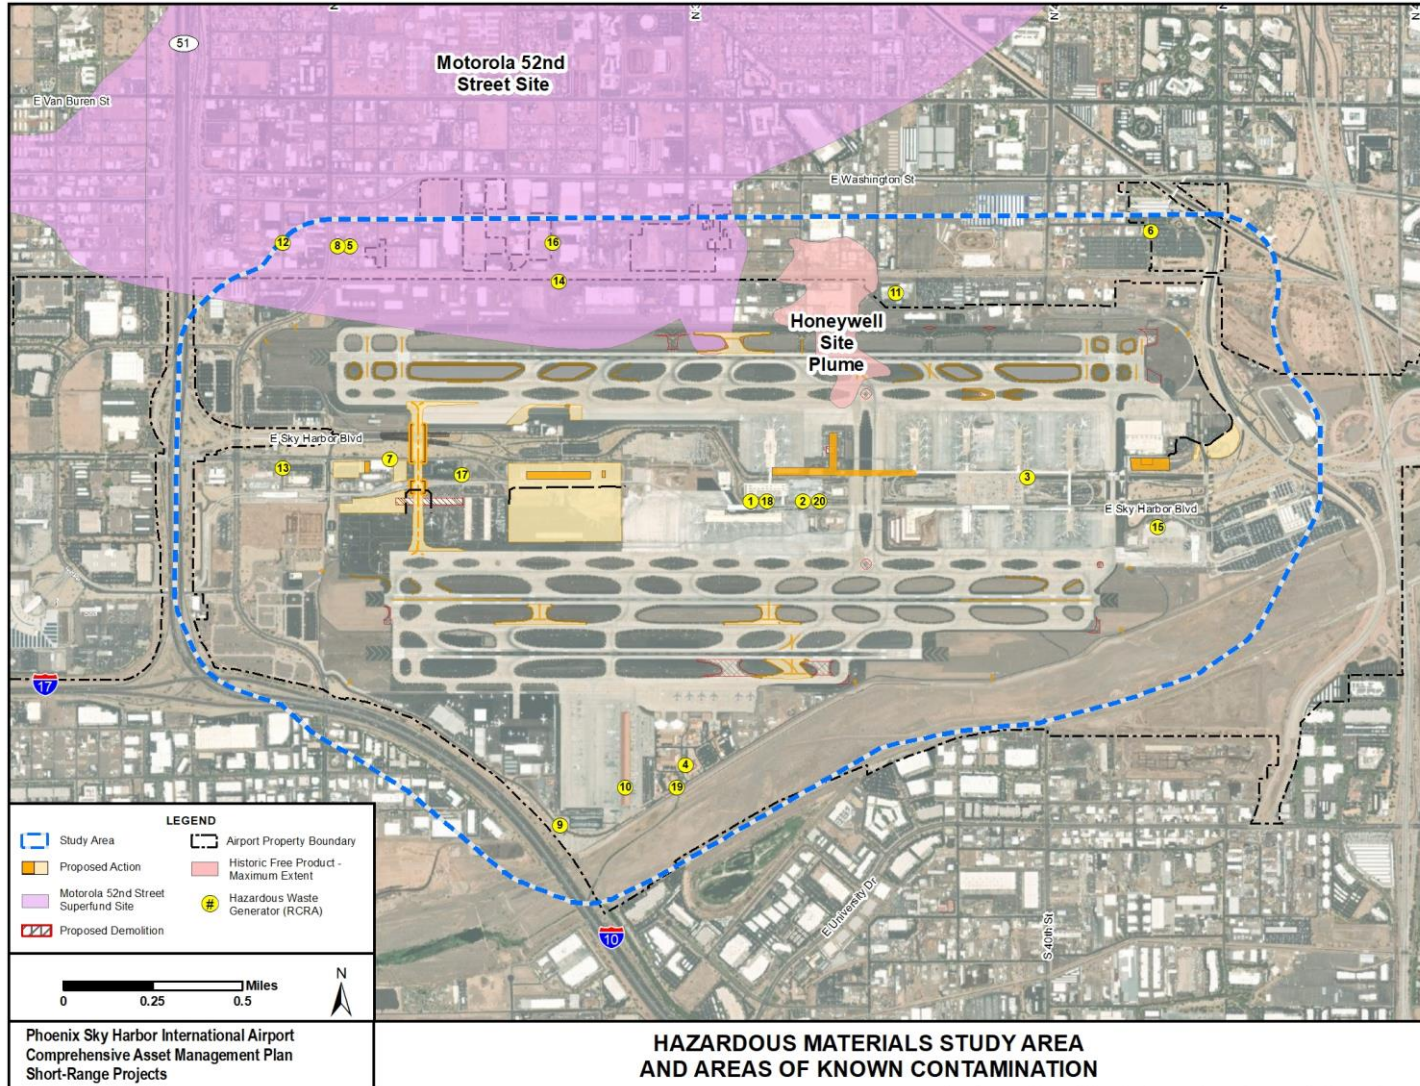 51
Motorola 52nd
Street Site
E Van Buren St
E Washington St
12
8
5
16
6
14
11
Honeywell
Site
Plume
E Sky Harbor Blvd
7
13
17
3
1
18
2
20
E Sky Harbor Blvd
15
17
4
10
19
9
10
E University Dr
S 40th St
LEGEND
Study Area
Airport Property Boundary
Proposed Action
Historic Free Product -
Maximum Extent
Motorola 52nd Street
Superfund Site
#
Hazardous Waste
Generator (RCRA)
Proposed Demolition
N
Miles
0
0.25
0.5
Phoenix Sky Harbor International Airport
Comprehensive Asset Management Plan
Short-Range Projects
HAZARDOUS MATERIALS STUDY AREA
AND AREAS OF KNOWN CONTAMINATION